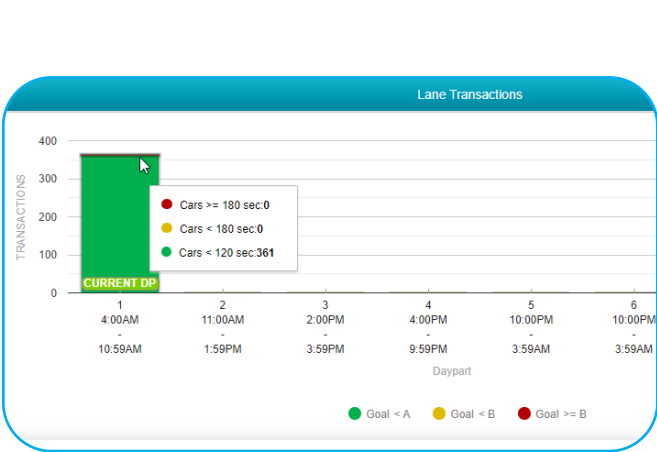 Lane Transactions
TRANSACTIONS
400
300
200
100
0
Cars >= 180 sec:0
Cars < 180 sec:0
Cars < 120 sec:361
CURRENT DP
1 2 3 4 5 6
4:00AM 11:00AM 2:00PM 4:00PM 10:00PM 10:00PM
- - - - - -
10:59AM 1:59PM 3:59PM 9:59PM 3:59AM 3:59AM
Daypart
Goal < A Goal < B Goal >= B